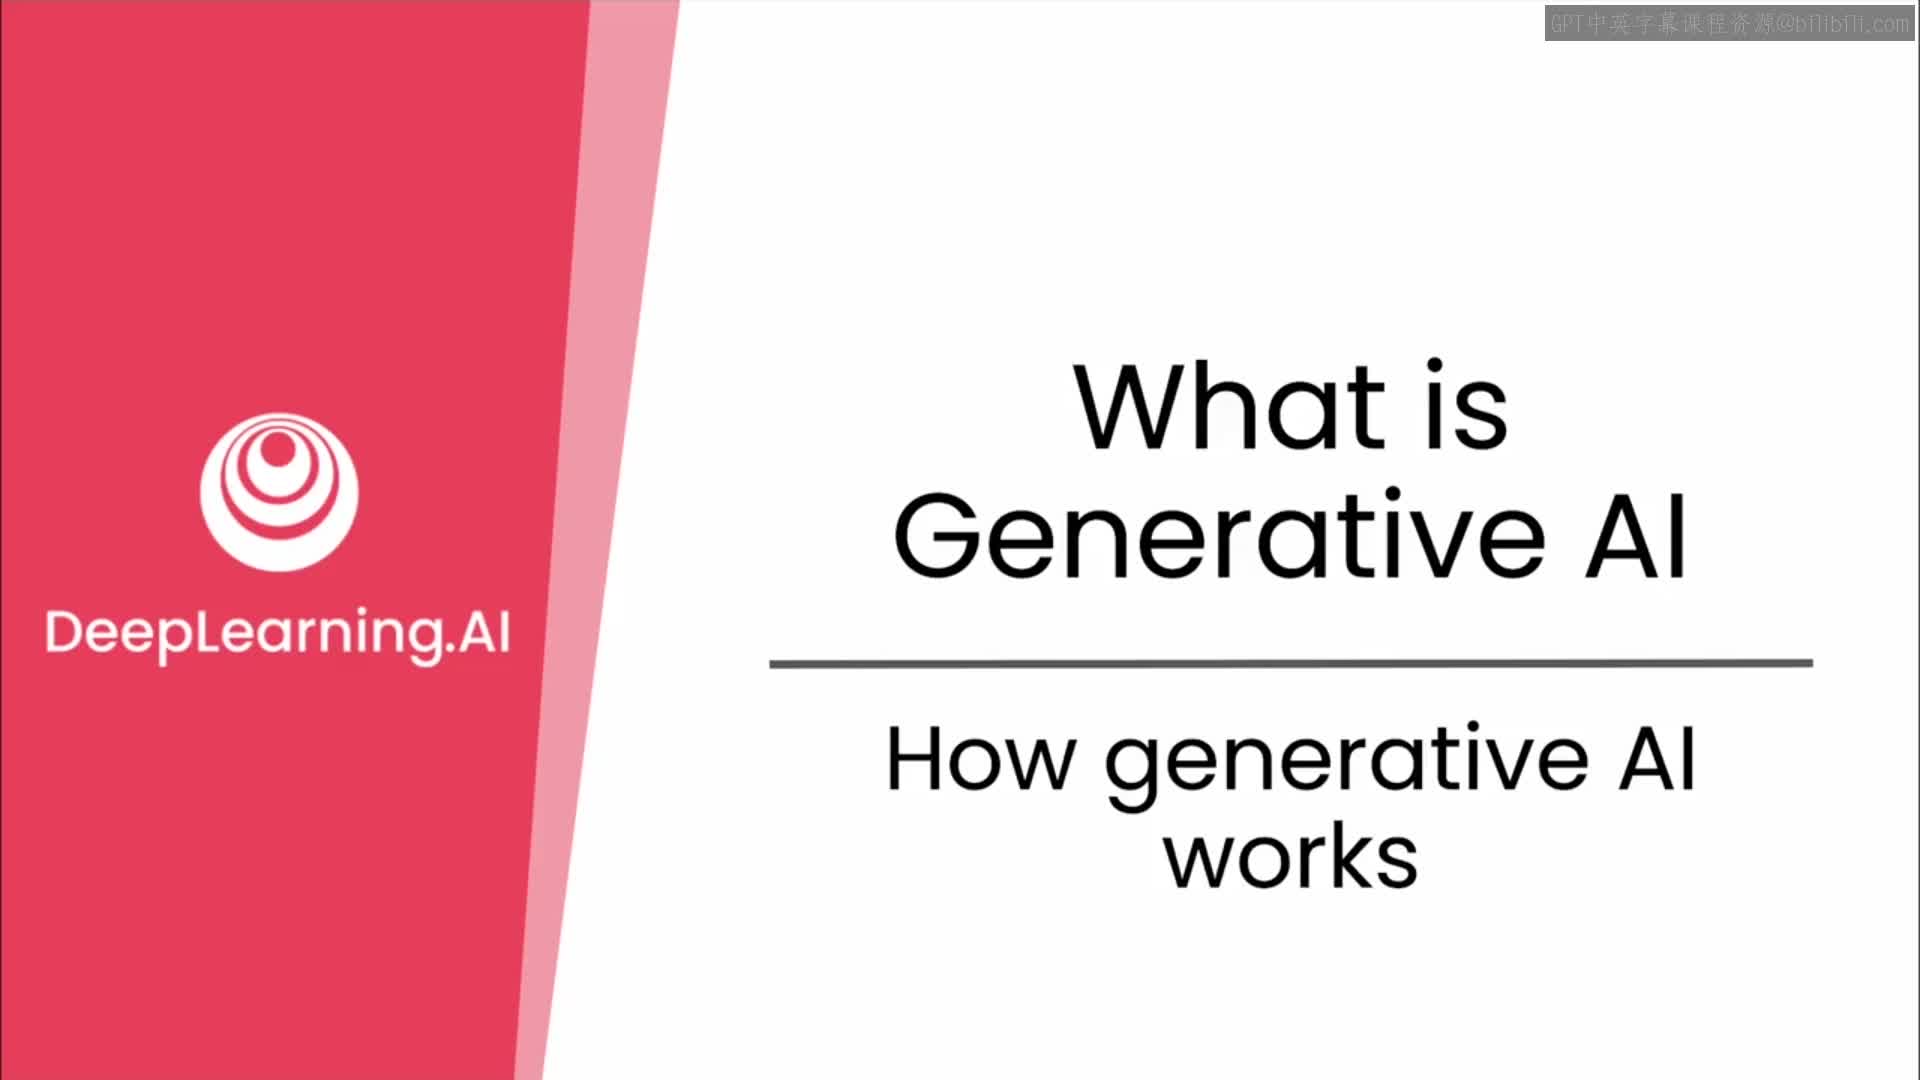 GPT中英字幕课程资源@bilibili.com
What is
Generative AI
DeepLearning.AI
How generative AI
works